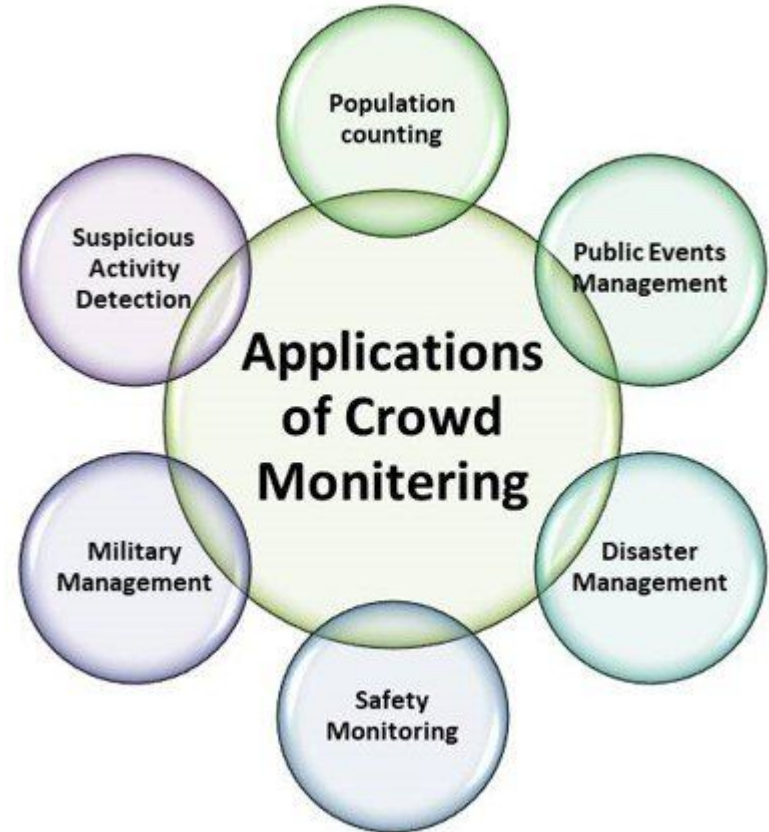 Population
counting
Suspicious
Activity
Detection
Public Events
Management
Applications
of Crowd
Monitering
Military
Management
Disaster
Management
Safety
Monitoring